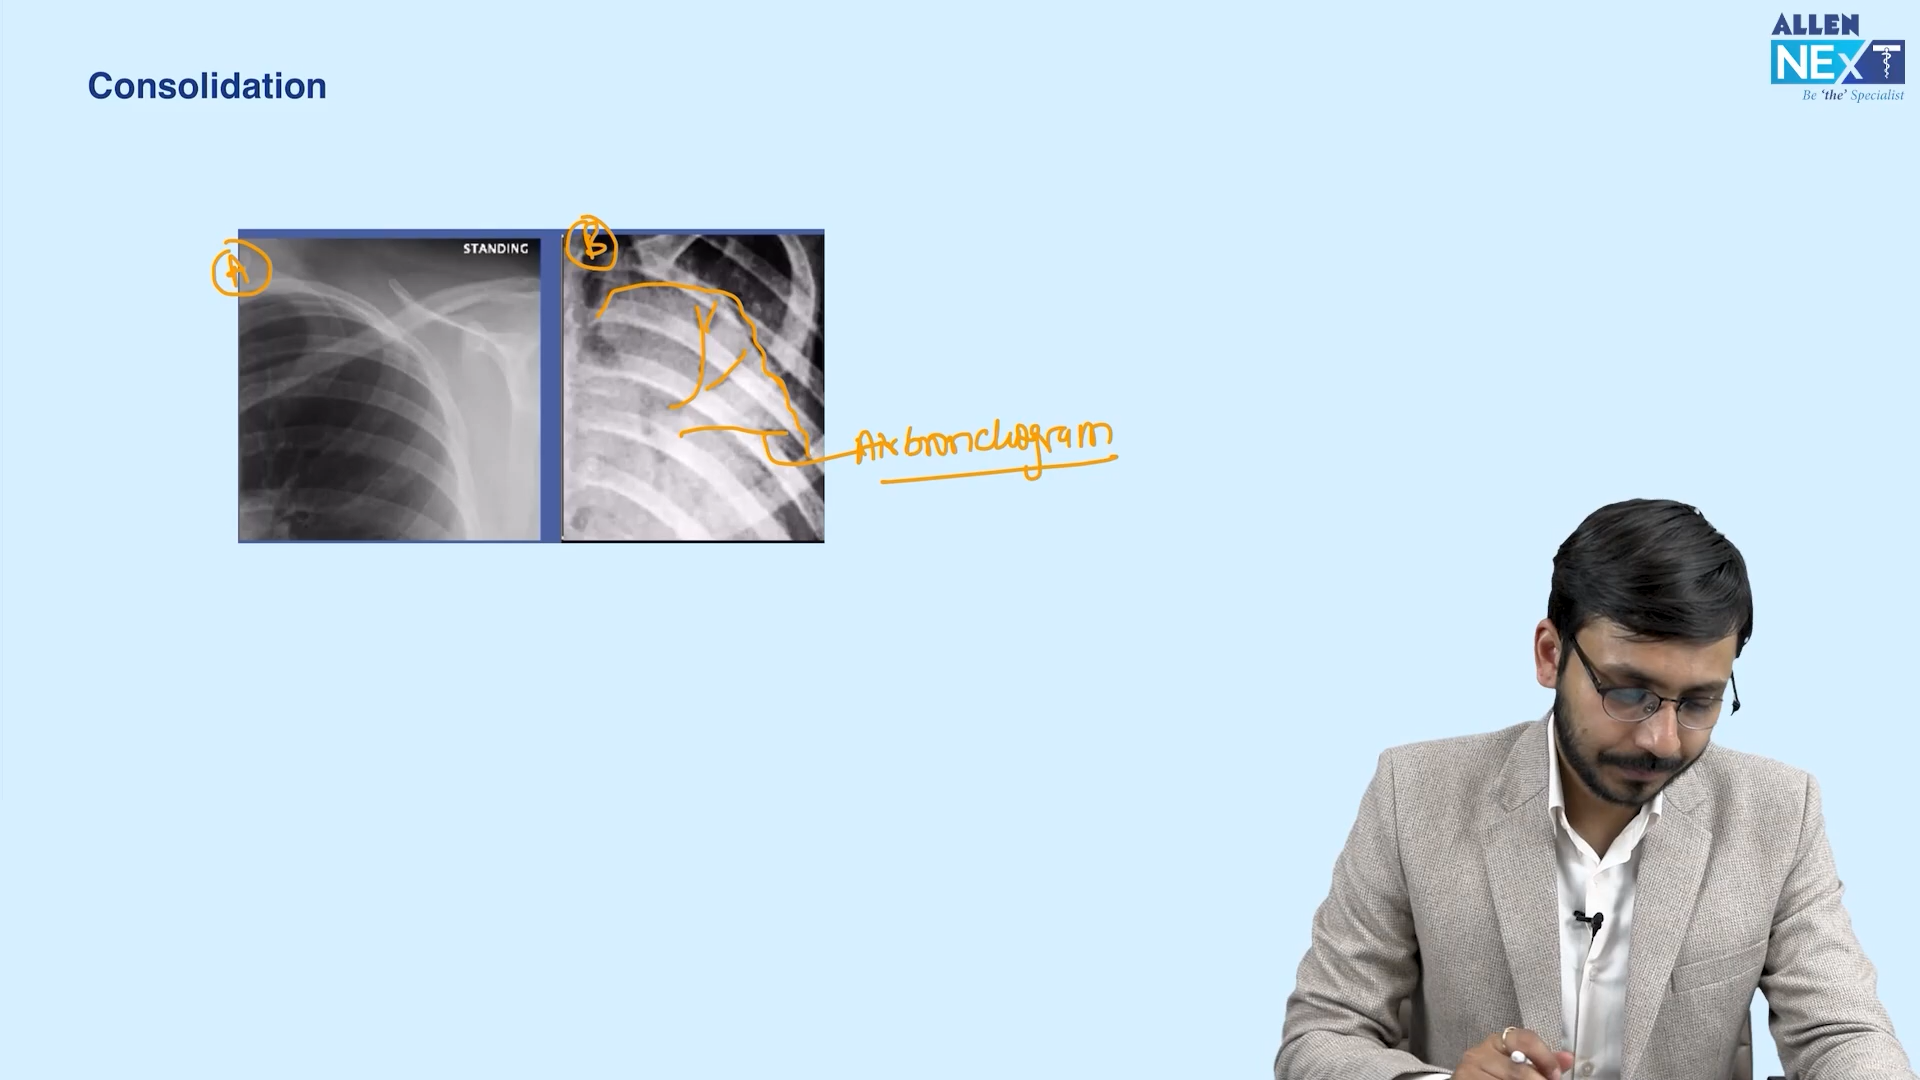 ALLEN
NEXT
Be 'the' Specialist
Consolidation
A
STANDING
B
Air bronchogram